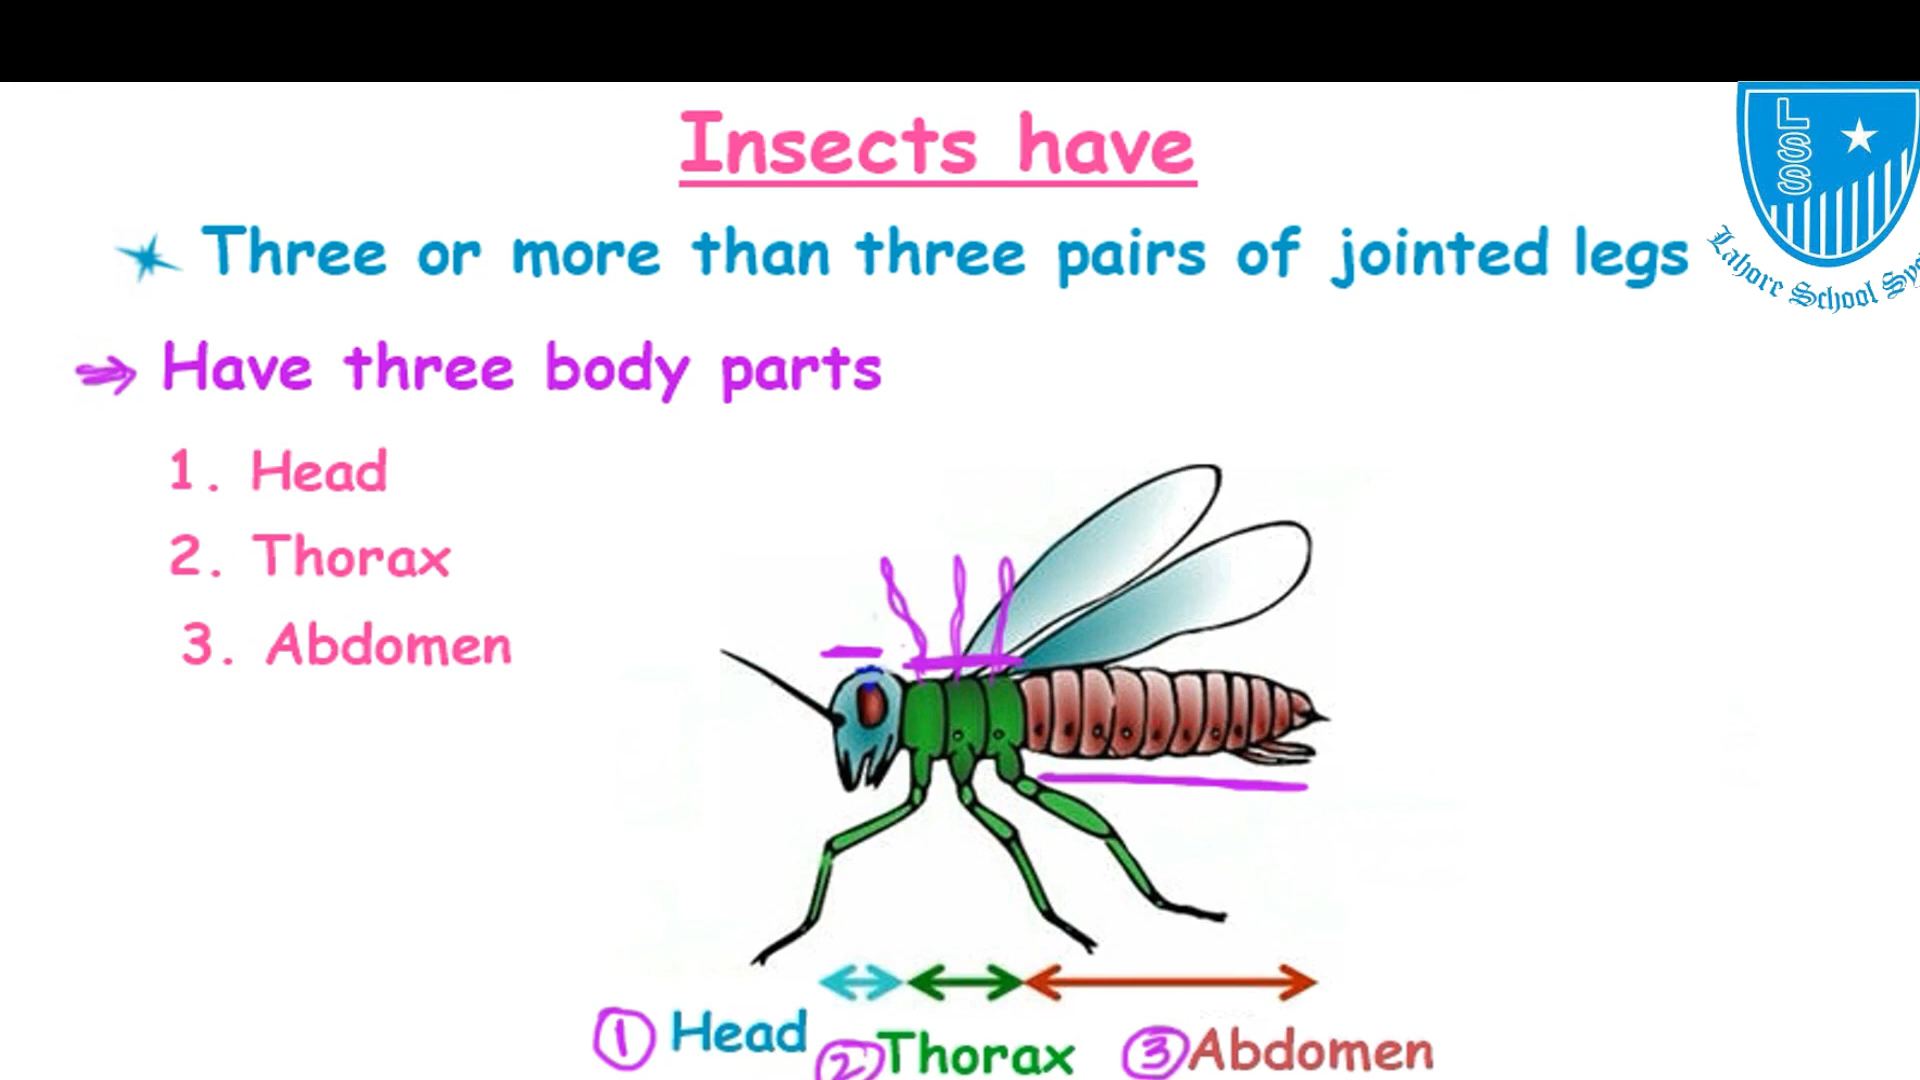 Insects have
LSS
Three or more than three pairs of jointed legs
Lahore School
Have three body parts
1. Head
2. Thorax
3. Abdomen
1 Head
2 Thorax
3 Abdomen